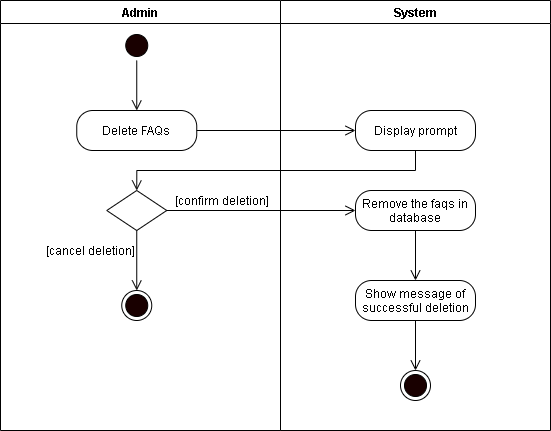 Admin
System
Delete FAQs
Display prompt
[confirm deletion]
Remove the faqs in
database
[cancel deletion]
Show message of
successful deletion